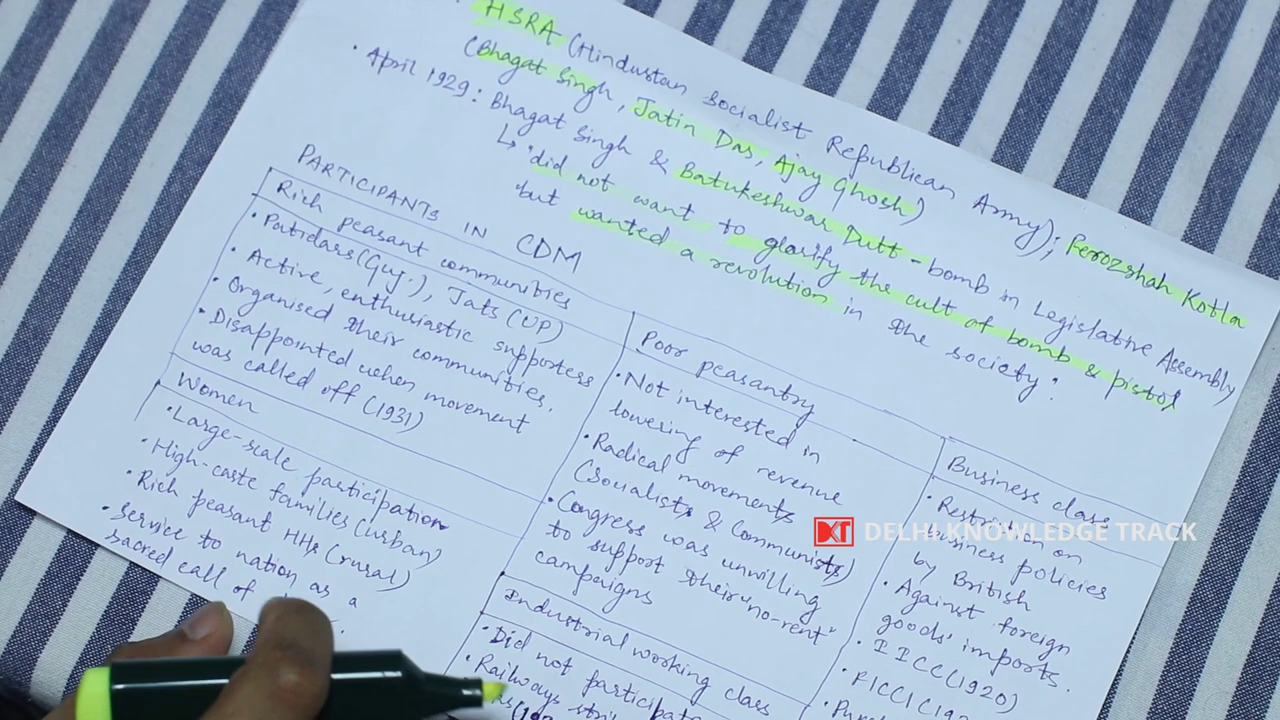 HSRA (Hindustan Socialist Republican Army); Ferozshah Kotla
(Bhagat Singh, Jatin Das, Ajay Ghosh)
• April 1929: Bhagat Singh & Batukeshwar Dutt - bomb in Legislative Assembly
↳ "did not want to glorify the cult of bomb & pistol
but wanted a revolution in the society".
PARTICIPANTS IN CDM
Rich peasant communities
• Patidars (Guj.), Jats (UP)
• Active, enthusiastic supporters
• Organised their communities.
• Disappointed when movement
was called off (1931)
Women
• Large-scale participation
• High-caste families (urban)
• Rich peasant HHs (rural)
• Service to nation as a
sacred call of
Poor peasantry
• Not interested in
lowering of revenue
• Radical movements
(Socialists & Communists)
• Congress was unwilling
to support their "no-rent"
campaigns
Industrial working class
• Did not participate
• Railways
Business class
• Restriction on
business policies
by British
• Against foreign
goods' imports.
• IICC (1920)
• FICCI (192
DKT DELHI KNOWLEDGE TRACK